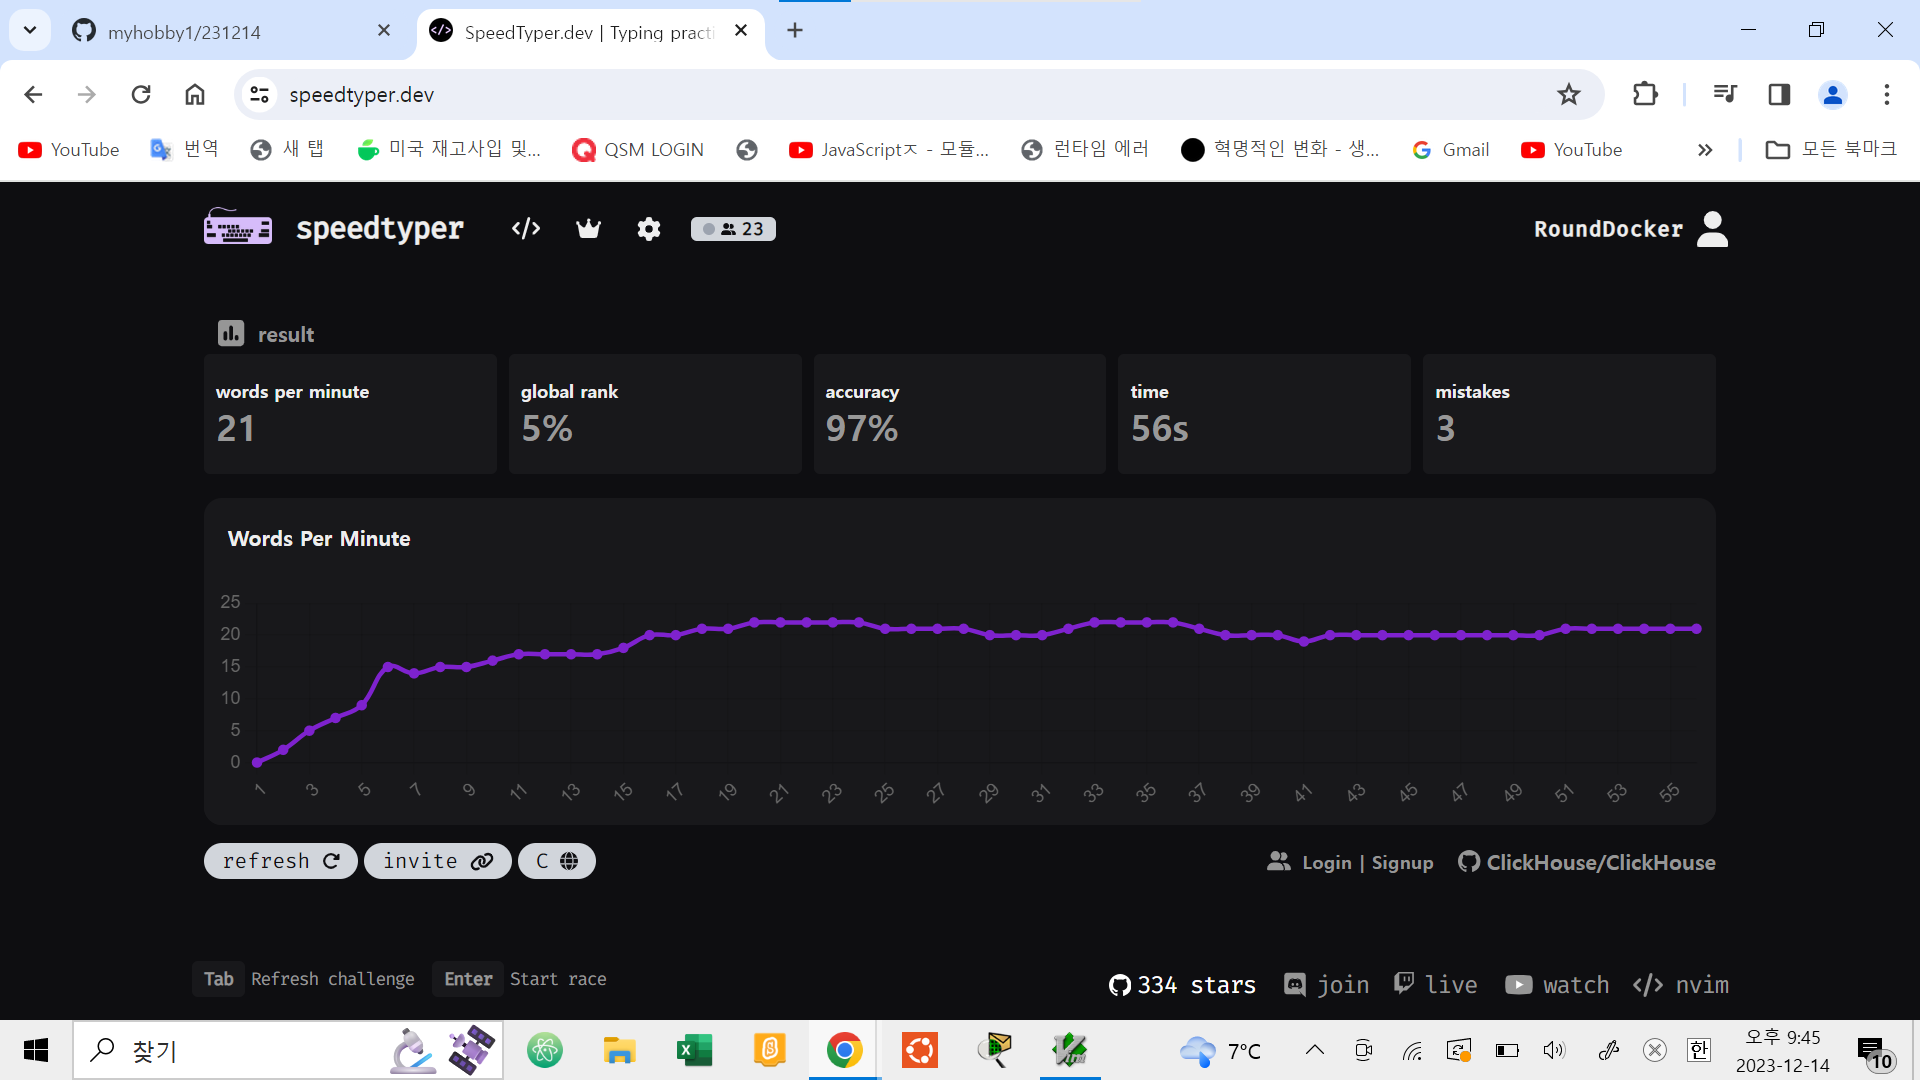 myhobby1/231214
SpeedTyper.dev | Typing practi
speedtyper.dev
YouTube 번역 새 탭 미국 재고사입 및... QSM LOGIN JavaScriptㅈ - 모듈... 런타임 에러 혁명적인 변화 - 생... Gmail YouTube » 모든 북마크
speedtyper </> 23 RoundDocker
result
words per minute
21
global rank
5%
accuracy
97%
time
56s
mistakes
3
Words Per Minute
25
20
15
10
5
0
1 3 5 7 9 11 13 15 17 19 21 23 25 27 29 31 33 35 37 39 41 43 45 47 49 51 53 55
refresh invite C Login | Signup ClickHouse/ClickHouse
Tab Refresh challenge Enter Start race
334 stars join live watch </> nvim
찾기 7°C 한 오후 9:45
2023-12-14 10